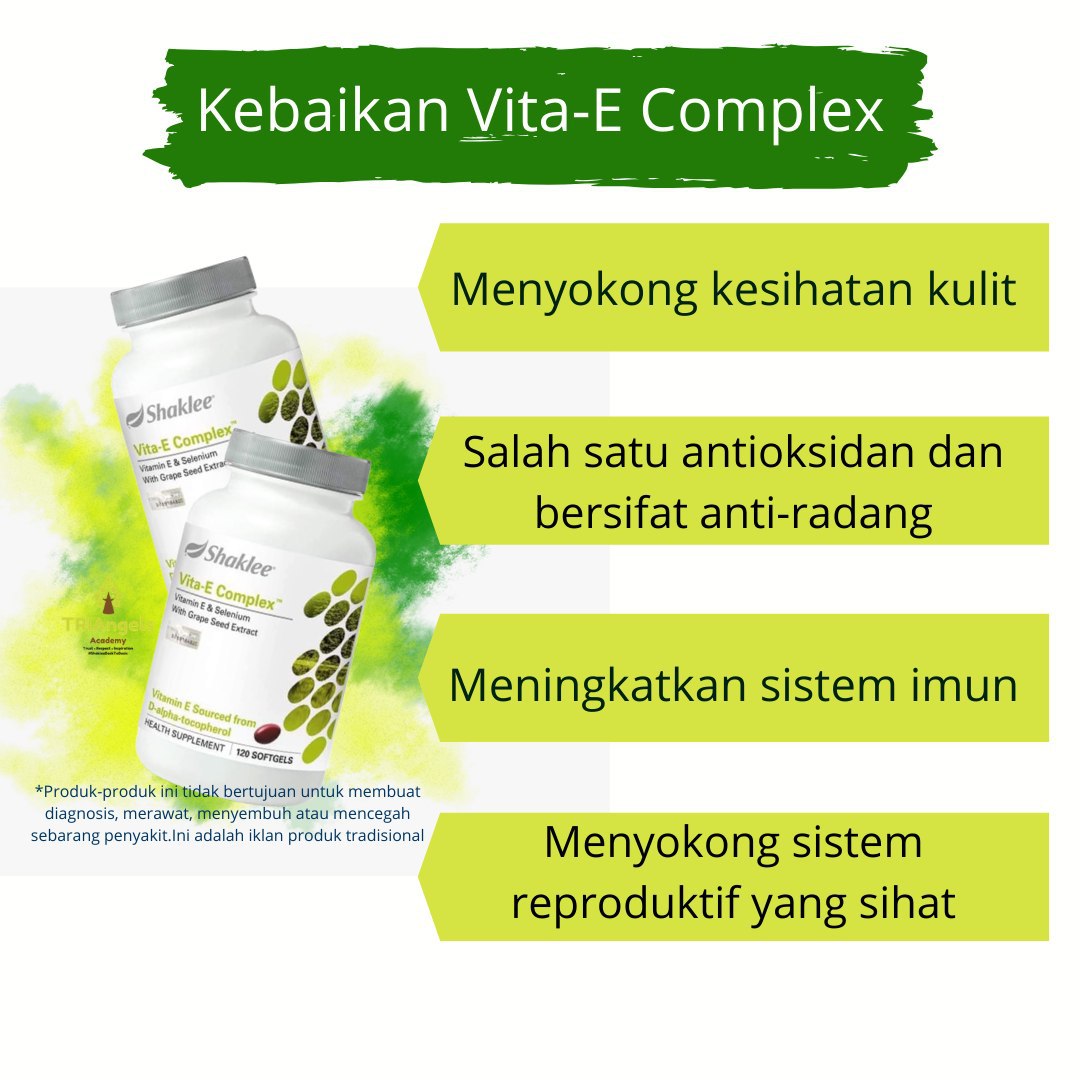 Kebaikan Vita-E Complex
Menyokong kesihatan kulit
Salah satu antioksidan dan
bersifat anti-radang
Meningkatkan sistem imun
Menyokong sistem
reproduktif yang sihat
Shaklee
Vita-E Complex™
Vitamin E & Selenium
With Grape Seed
Shaklee
Vita-E Complex™
Vitamin E & Selenium
With Grape Seed Extract
Vitamin E Sourced from
D-alpha-tocopherol
HEALTH SUPPLEMENT | 120 SOFTGELS
Academy
*Produk-produk ini tidak bertujuan untuk membuat
diagnosis, merawat, menyembuh atau mencegah
sebarang penyakit.Ini adalah iklan produk tradisional